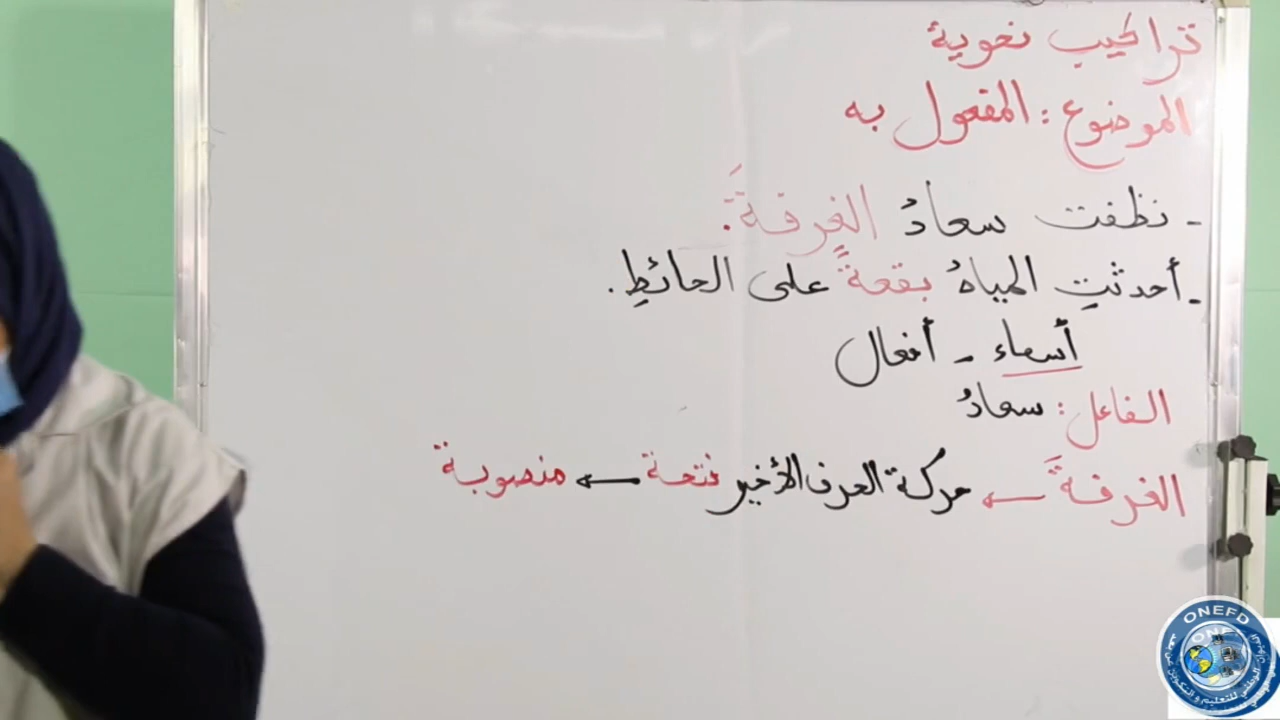 تراكيب نحوية
الموضوع : المفعول به
- نظفت سعادُ الغرفةَ.
- أحدثتِ المياهُ بقعةً على الحائطِ.
أسماء - أفعال
الفاعل : سعادُ
الغرفةَ ← حركة الحرف الأخير فتحة ← منصوبة
ONEFD